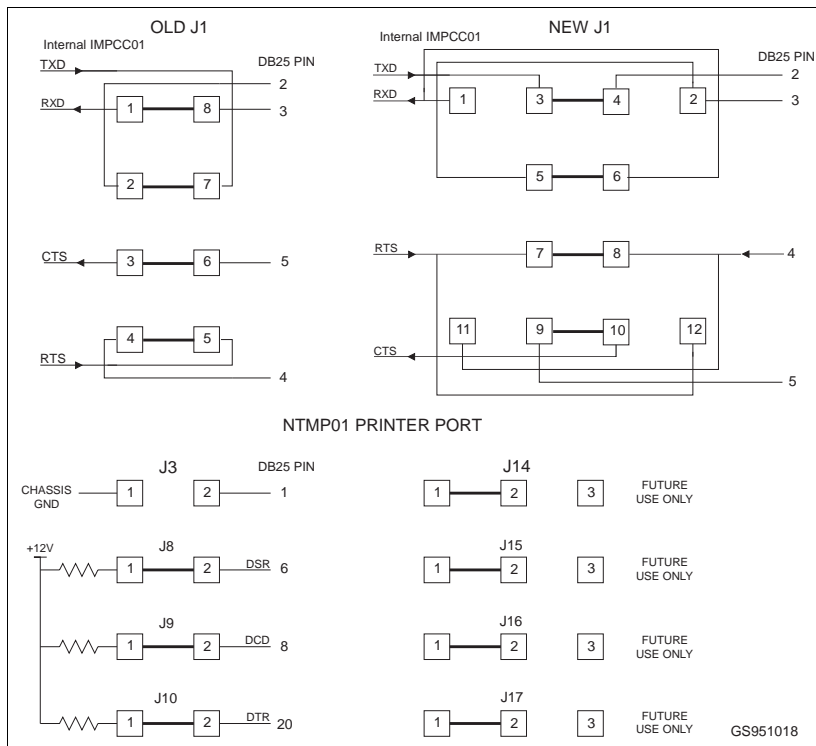 OLD J1
NEW J1
Internal IMPCC01
DB25 PIN
TXD
2
RXD
1
8
3
2
7
CTS
3
6
5
4
5
RTS
4
Internal IMPCC01
DB25 PIN
TXD
2
RXD
1
3
4
2
3
5
6
RTS
7
8
4
11
9
10
12
CTS
5
NTMP01 PRINTER PORT
J3
DB25 PIN
CHASSIS
GND
1
2
1
+12V
J8
1
2
DSR
6
J9
1
2
DCD
8
J10
1
2
DTR
20
J14
1
2
3
FUTURE
USE ONLY
J15
1
2
3
FUTURE
USE ONLY
J16
1
2
3
FUTURE
USE ONLY
J17
1
2
3
FUTURE
USE ONLY
GS951018